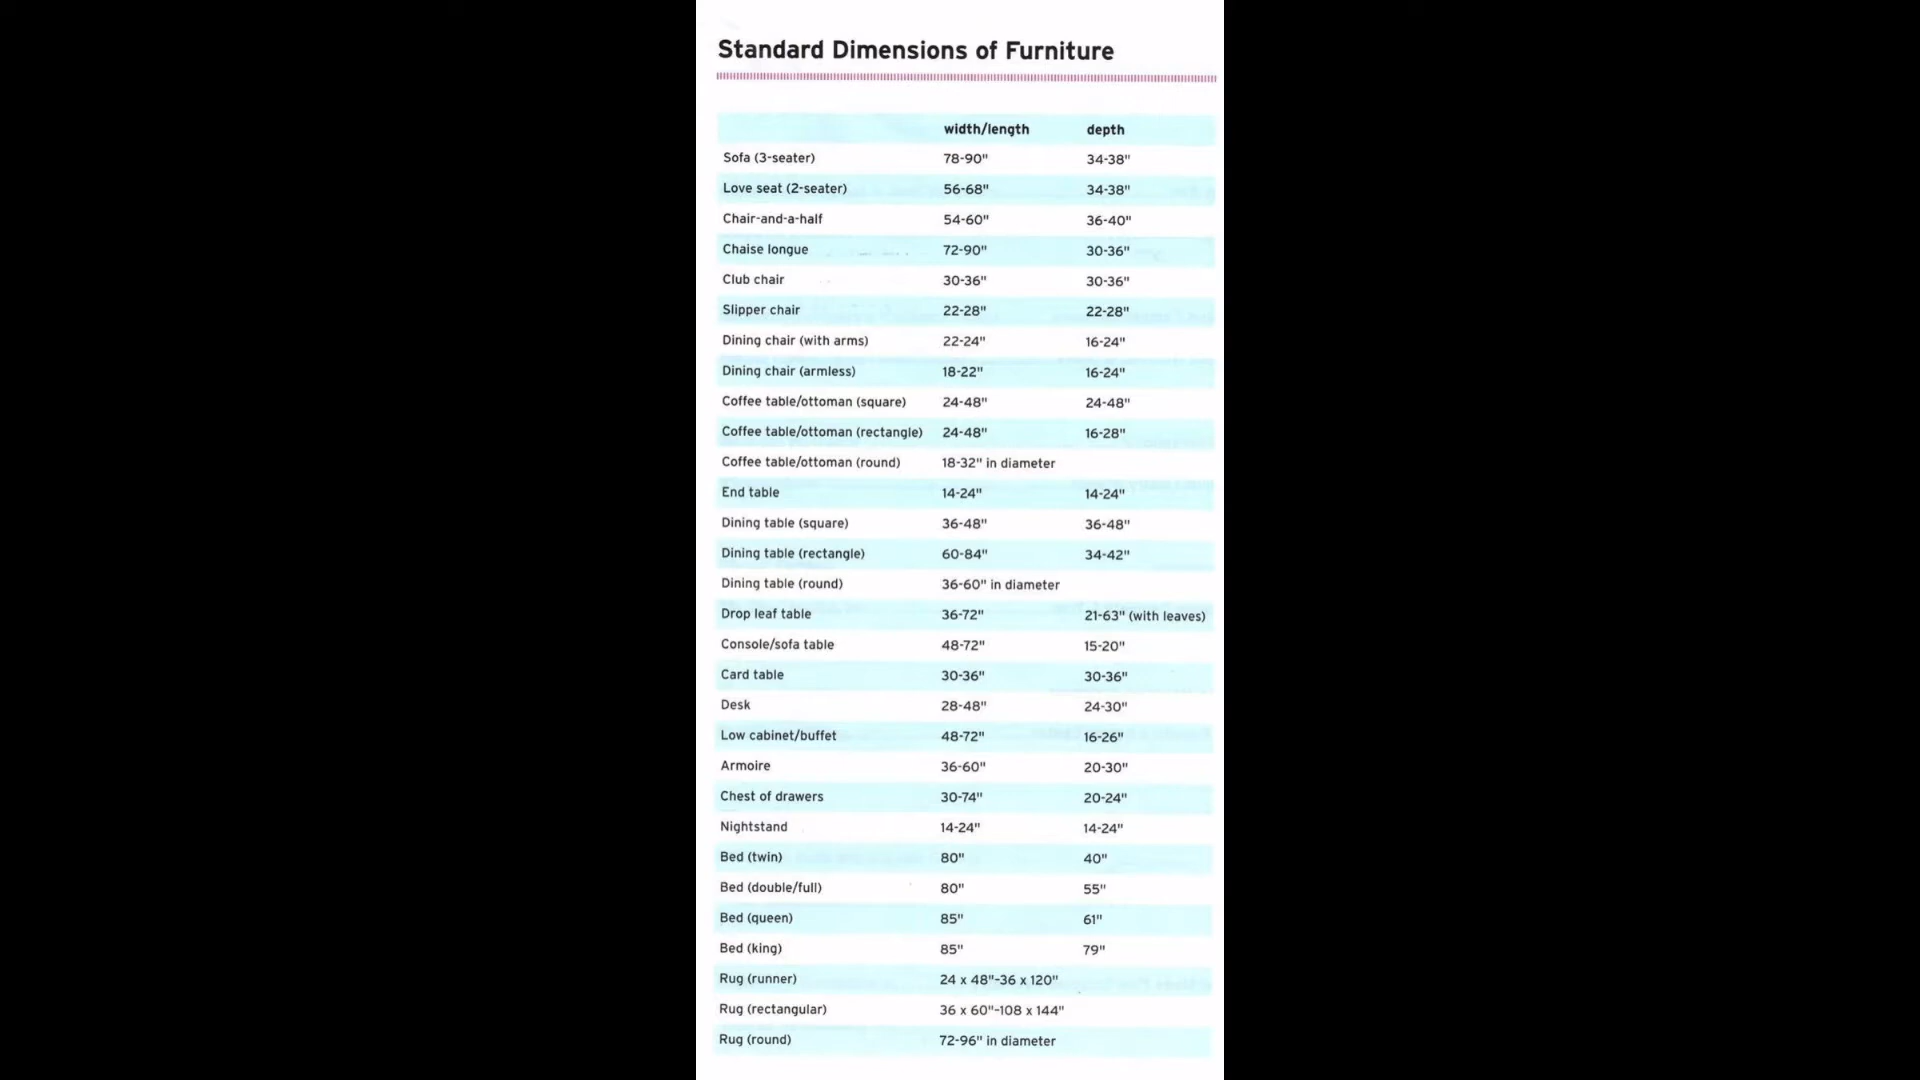 Standard Dimensions of Furniture
width/length depth
Sofa (3-seater) 78-90" 34-38"
Love seat (2-seater) 56-68" 34-38"
Chair-and-a-half 54-60" 36-40"
Chaise longue 72-90" 30-36"
Club chair 30-36" 30-36"
Slipper chair 22-28" 22-28"
Dining chair (with arms) 22-24" 16-24"
Dining chair (armless) 18-22" 16-24"
Coffee table/ottoman (square) 24-48" 24-48"
Coffee table/ottoman (rectangle) 24-48" 16-28"
Coffee table/ottoman (round) 18-32" in diameter
End table 14-24" 14-24"
Dining table (square) 36-48" 36-48"
Dining table (rectangle) 60-84" 34-42"
Dining table (round) 36-60" in diameter
Drop leaf table 36-72" 21-63" (with leaves)
Console/sofa table 48-72" 15-20"
Card table 30-36" 30-36"
Desk 28-48" 24-30"
Low cabinet/buffet 48-72" 16-26"
Armoire 36-60" 20-30"
Chest of drawers 30-74" 20-24"
Nightstand 14-24" 14-24"
Bed (twin) 80" 40"
Bed (double/full) 80" 55"
Bed (queen) 85" 61"
Bed (king) 85" 79"
Rug (runner) 24 x 48"-36 x 120"
Rug (rectangular) 36 x 60"-108 x 144"
Rug (round) 72-96" in diameter